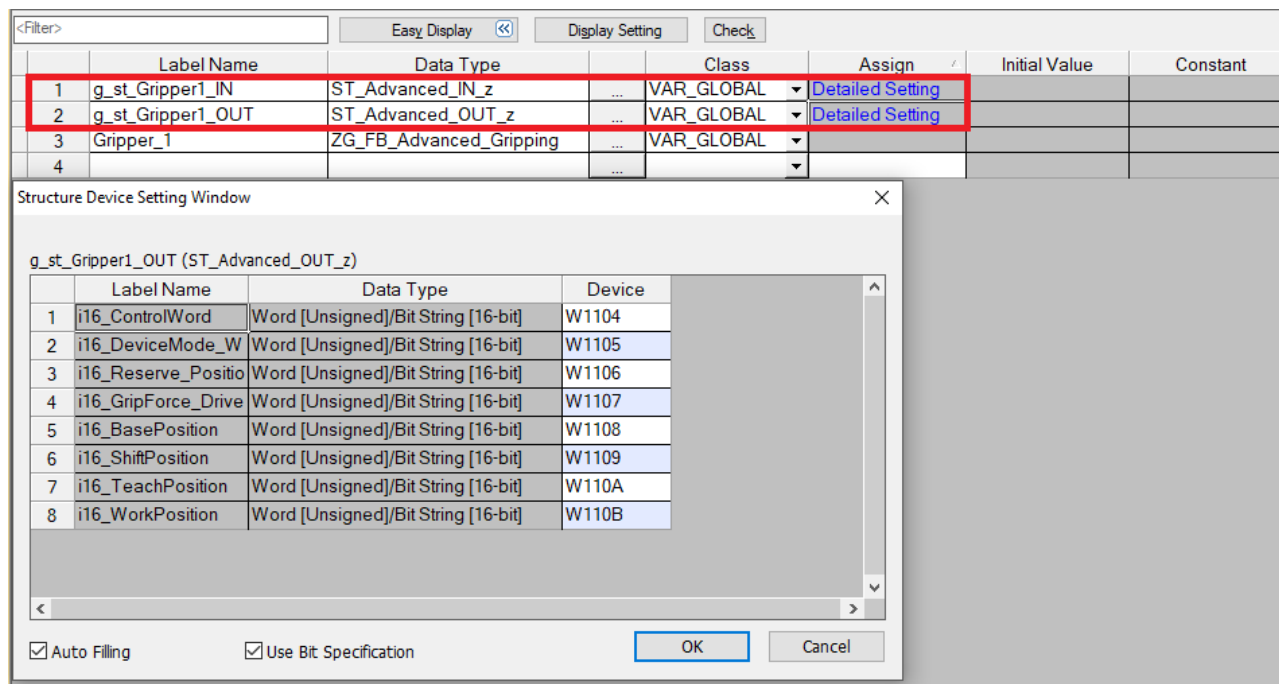 <Filter> Easy Display Display Setting Check
Label Name Data Type Class Assign Initial Value Constant
1 g_st_Gripper1_IN ST_Advanced_IN_z ... VAR_GLOBAL Detailed Setting
2 g_st_Gripper1_OUT ST_Advanced_OUT_z ... VAR_GLOBAL Detailed Setting
3 Gripper_1 ZG_FB_Advanced_Gripping ... VAR_GLOBAL
4 ...
Structure Device Setting Window
g_st_Gripper1_OUT (ST_Advanced_OUT_z)
Label Name Data Type Device
1 i16_ControlWord Word [Unsigned]/Bit String [16-bit] W1104
2 i16_DeviceMode_W Word [Unsigned]/Bit String [16-bit] W1105
3 i16_Reserve_Positio Word [Unsigned]/Bit String [16-bit] W1106
4 i16_GripForce_Drive Word [Unsigned]/Bit String [16-bit] W1107
5 i16_BasePosition Word [Unsigned]/Bit String [16-bit] W1108
6 i16_ShiftPosition Word [Unsigned]/Bit String [16-bit] W1109
7 i16_TeachPosition Word [Unsigned]/Bit String [16-bit] W110A
8 i16_WorkPosition Word [Unsigned]/Bit String [16-bit] W110B
Auto Filling Use Bit Specification OK Cancel